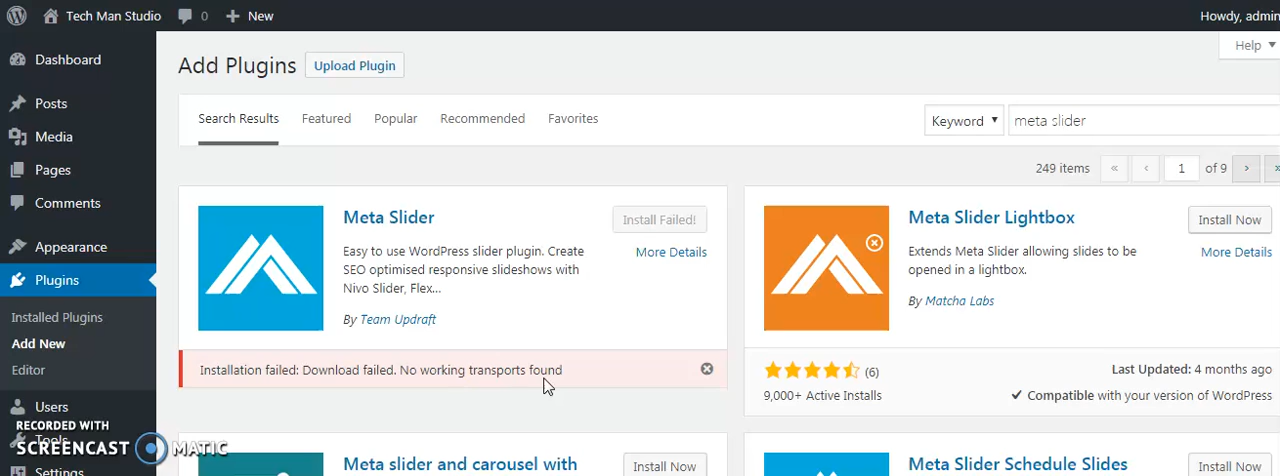 Tech Man Studio 0 + New Howdy, admin
Help ▼
Dashboard
Posts
Media
Pages
Comments
Appearance
Plugins
Installed Plugins
Add New
Editor
Users
Tools
Settings
Add Plugins Upload Plugin
Search Results Featured Popular Recommended Favorites Keyword ▼ meta slider
249 items « ‹ 1 of 9 › »
Meta Slider Install Failed!
More Details
Easy to use WordPress slider plugin. Create
SEO optimised responsive slideshows with
Nivo Slider, Flex...
By Team Updraft
Installation failed: Download failed. No working transports found
Meta Slider Lightbox Install Now
More Details
Extends Meta Slider allowing slides to be
opened in a lightbox.
By Matcha Labs
(6) Last Updated: 4 months ago
9,000+ Active Installs ✓ Compatible with your version of WordPress
Meta slider and carousel with Install Now
Meta Slider Schedule Slides Install Now
RECORDED WITH
SCREENCAST MATIC